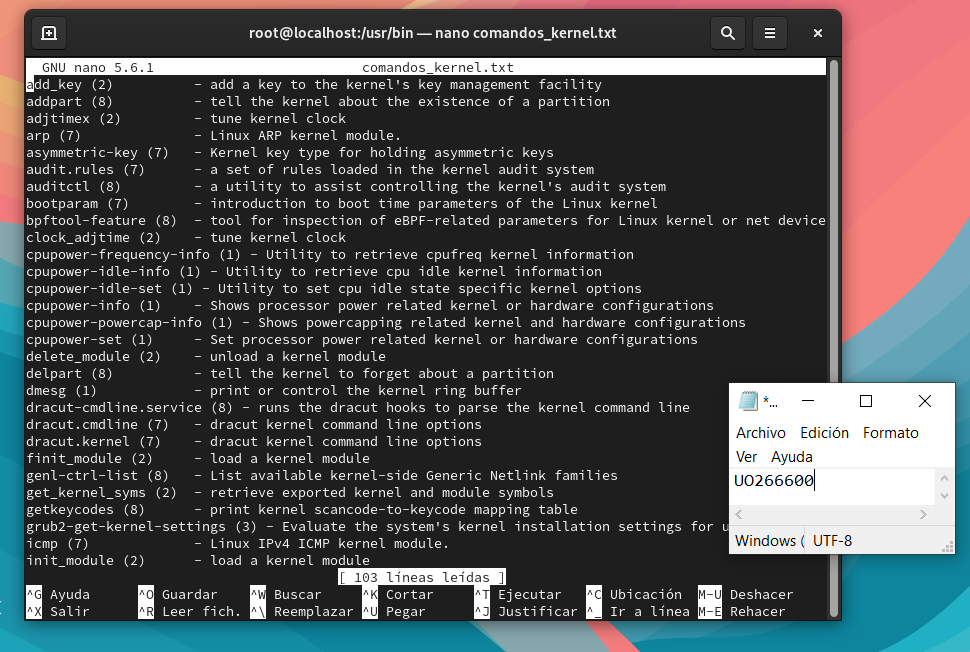 root@localhost:/usr/bin — nano comandos_kernel.txt
GNU nano 5.6.1 comandos_kernel.txt
add_key (2) - add a key to the kernel's key management facility
addpart (8) - tell the kernel about the existence of a partition
adjtimex (2) - tune kernel clock
arp (7) - Linux ARP kernel module.
asymmetric-key (7) - Kernel key type for holding asymmetric keys
audit.rules (7) - a set of rules loaded in the kernel audit system
auditctl (8) - a utility to assist controlling the kernel's audit system
bootparam (7) - introduction to boot time parameters of the Linux kernel
bpftool-feature (8) - tool for inspection of eBPF-related parameters for Linux kernel or net device
clock_adjtime (2) - tune kernel clock
cpupower-frequency-info (1) - Utility to retrieve cpufreq kernel information
cpupower-idle-info (1) - Utility to retrieve cpu idle kernel information
cpupower-idle-set (1) - Utility to set cpu idle state specific kernel options
cpupower-info (1) - Shows processor power related kernel or hardware configurations
cpupower-powercap-info (1) - Shows powercapping related kernel and hardware configurations
cpupower-set (1) - Set processor power related kernel or hardware configurations
delete_module (2) - unload a kernel module
delpart (8) - tell the kernel to forget about a partition
dmesg (1) - print or control the kernel ring buffer
dracut-cmdline.service (8) - runs the dracut hooks to parse the kernel command line
dracut.cmdline (7) - dracut kernel command line options
dracut.kernel (7) - dracut kernel command line options
finit_module (2) - load a kernel module
genl-ctrl-list (8) - List available kernel-side Generic Netlink families
get_kernel_syms (2) - retrieve exported kernel and module symbols
getkeycodes (8) - print kernel scancode-to-keycode mapping table
grub2-get-kernel-settings (3) - Evaluate the system's kernel installation settings for u
icmp (7) - Linux IPv4 ICMP kernel module.
init_module (2) - load a kernel module
[ 103 líneas leídas ]
^G Ayuda ^O Guardar ^W Buscar ^K Cortar ^T Ejecutar ^C Ubicación M-U Deshacer
^X Salir ^R Leer fich. ^\ Reemplazar ^U Pegar ^J Justificar ^_ Ir a línea M-E Rehacer
*...
Archivo Edición Formato
Ver Ayuda
UO266600
Windows ( UTF-8